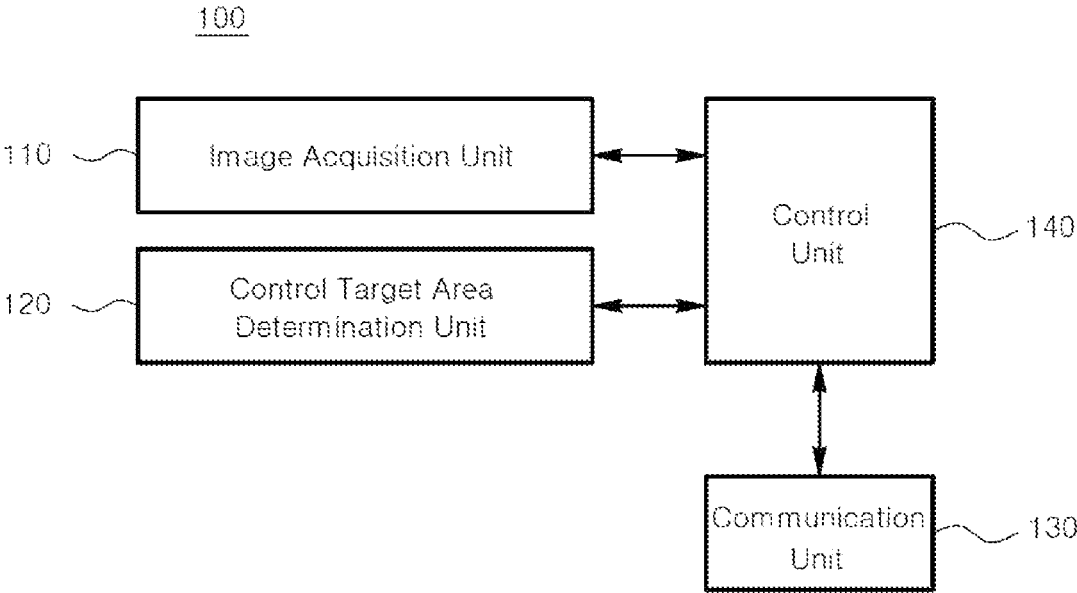 100
110
Image Acquisition Unit
120
Control Target Area
Determination Unit
Control
Unit
140
Communication
Unit
130